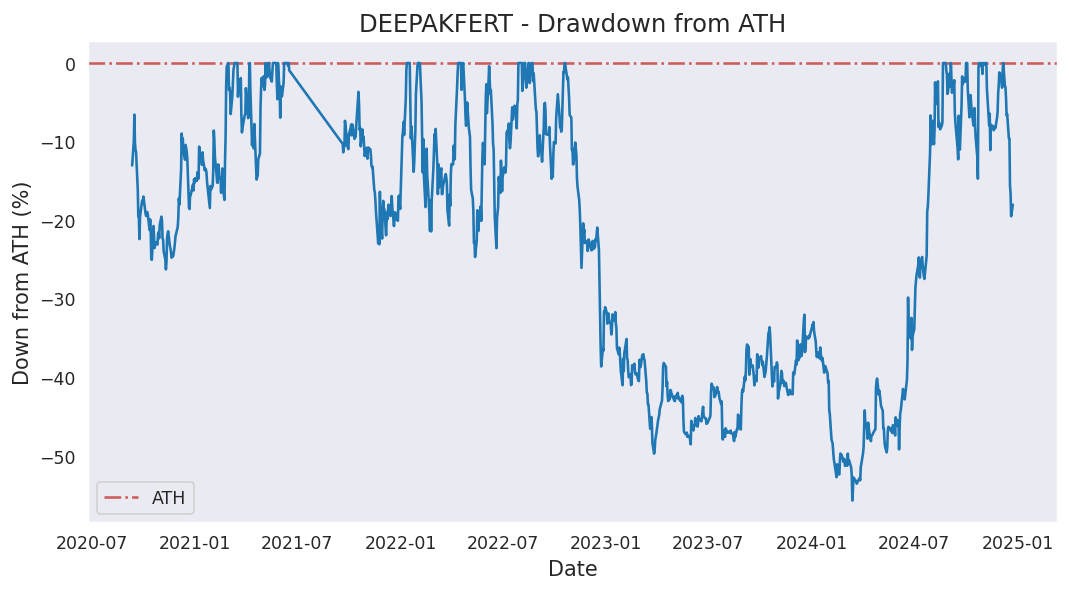 DEEPAKFERT - Drawdown from ATH
Down from ATH (%)
0
−10
−20
−30
−40
−50
ATH
2020-07 2021-01 2021-07 2022-01 2022-07 2023-01 2023-07 2024-01 2024-07 2025-01
Date